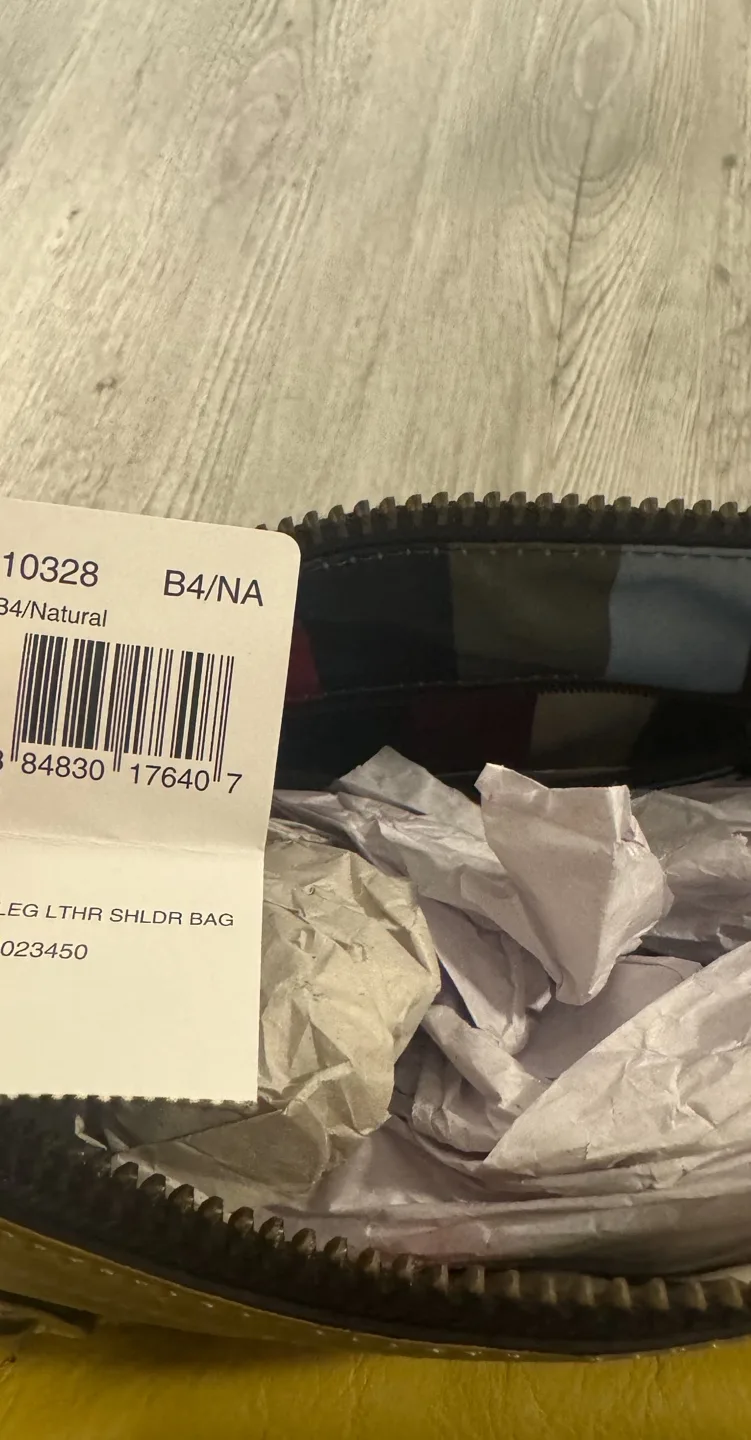 10328 B4/NA
B4/Natural
84830 17640 7
LEG LTHR SHLDR BAG
023450